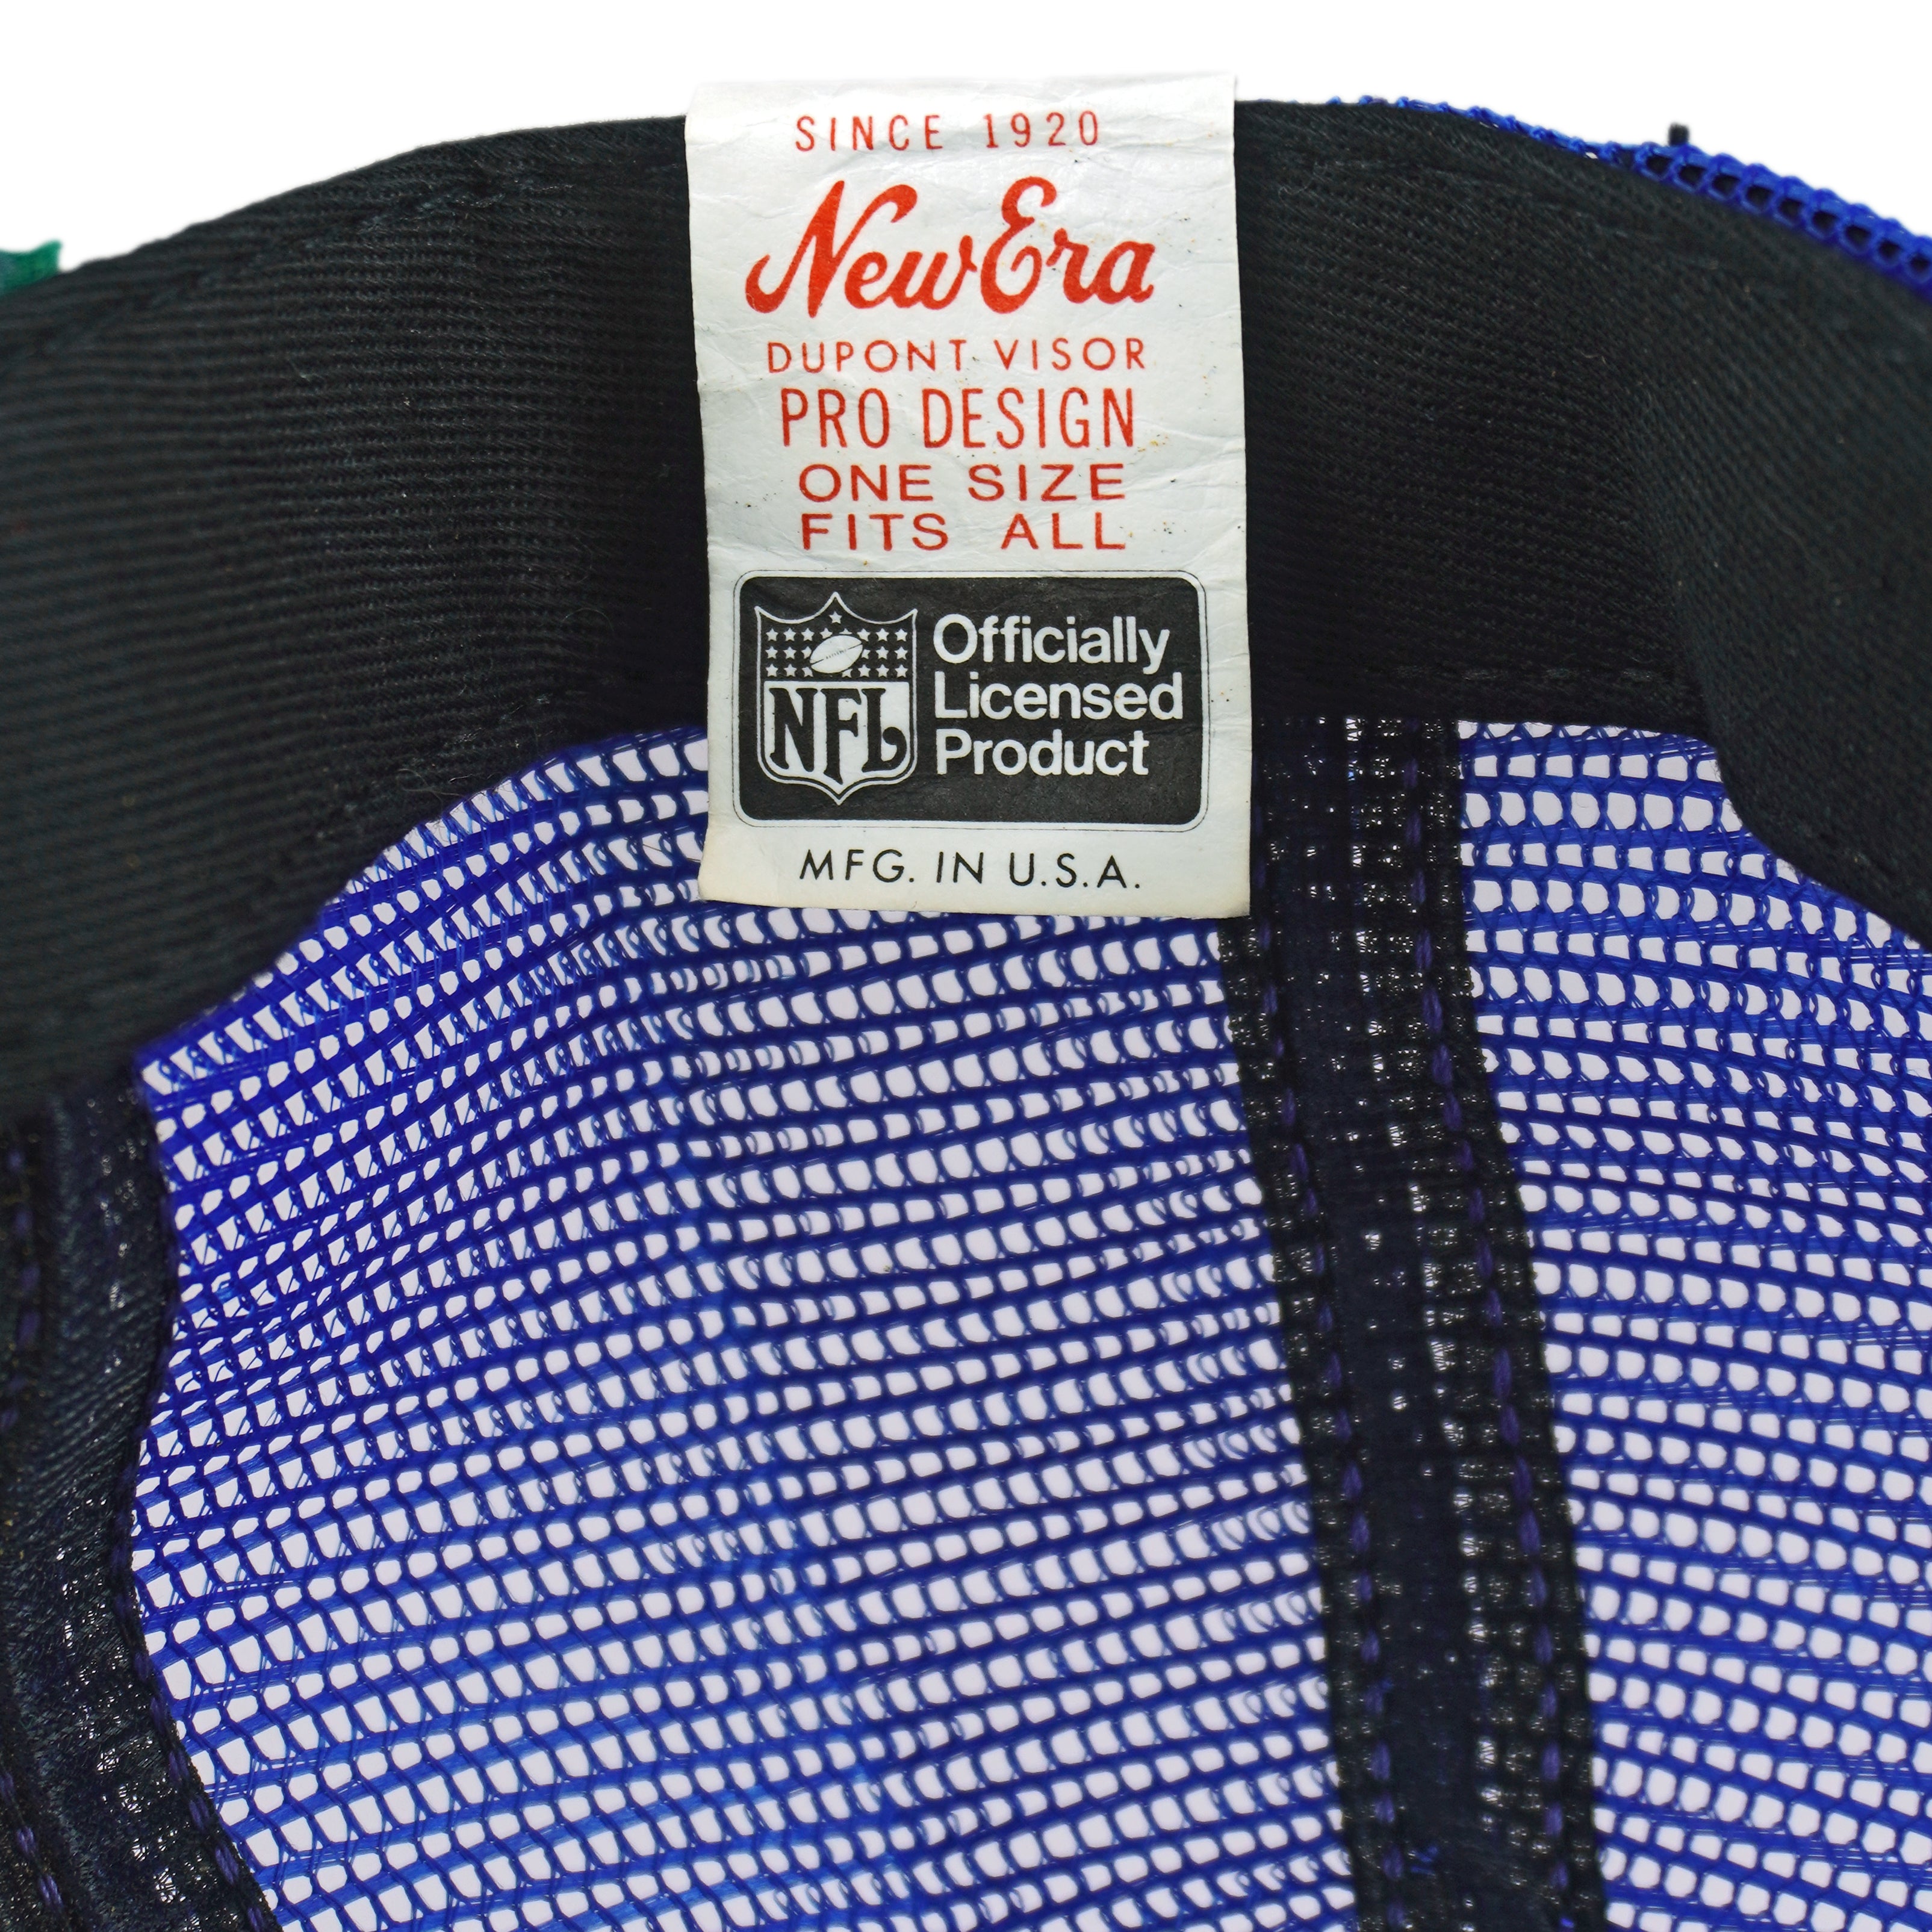 SINCE 1920
New Era
DUPONT VISOR
PRO DESIGN
ONE SIZE
FITS ALL
NFL
Officially
Licensed
Product
MFG. IN U.S.A.